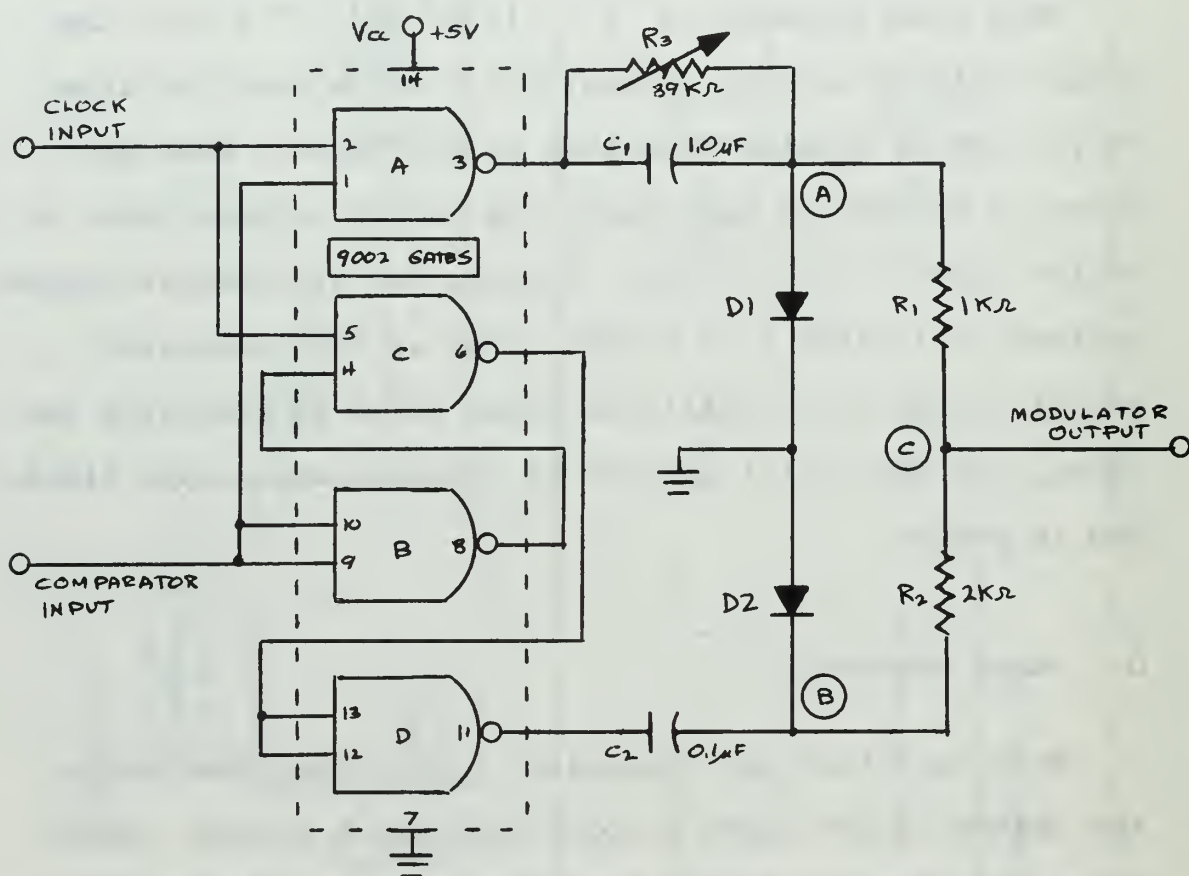 Vcc +5V
14
CLOCK
INPUT
2
1
A
3
R3
39KΩ
C1
1.0µF
A
9002 GATES
5
4
C
6
D1
R1
1KΩ
MODULATOR
OUTPUT
C
10
9
B
8
COMPARATOR
INPUT
D2
R2
2KΩ
B
13
12
D
11
C2
0.1µF
7